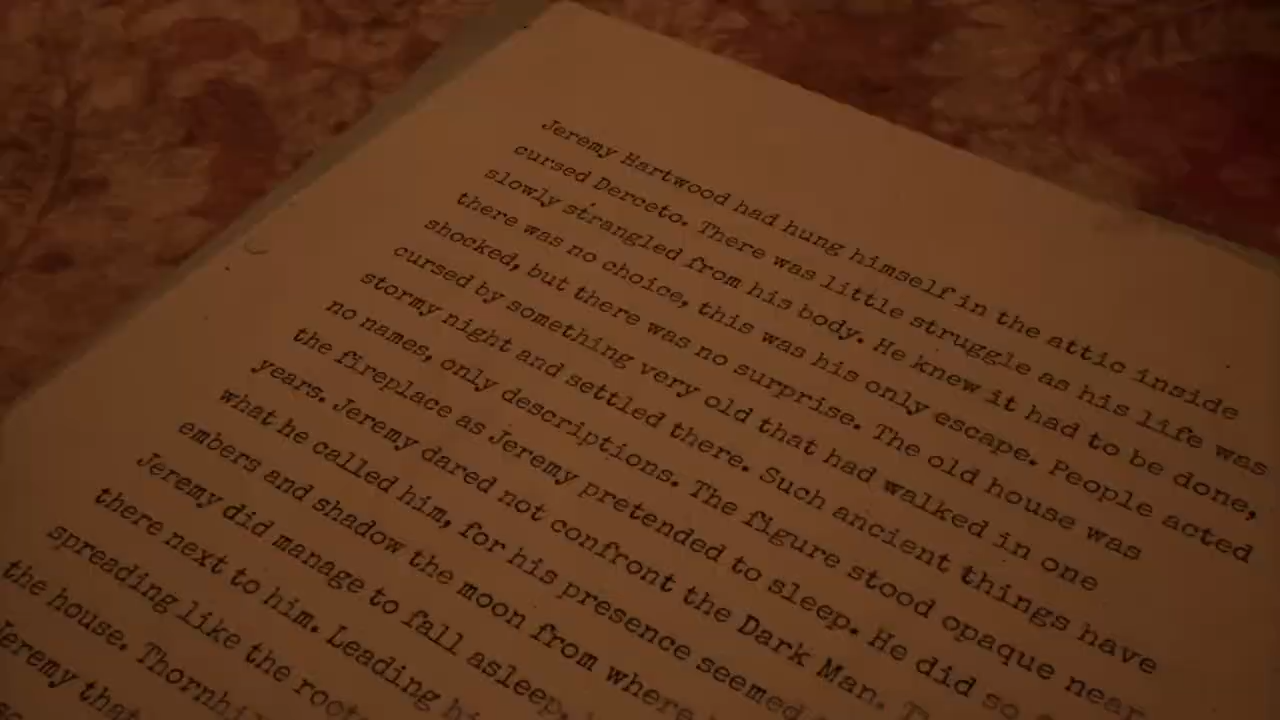 Jeremy Hartwood had hung himself in the attic inside
cursed Derceto. There was little struggle as his life was
slowly strangled from his body. He knew it had to be done,
there was no choice, this was his only escape. People acted
shocked, but there was no surprise. The old house was
cursed by something very old that had walked in one
stormy night and settled there. Such ancient things have
no names, only descriptions. The figure stood opaque near
the fireplace as Jeremy pretended to sleep. He did so
years. Jeremy dared not confront the Dark Man.
what he called him, for his presence seemed
embers and shadow the moon from where
Jeremy did manage to fall asleep,
there next to him. Leading
spreading like the roots
the house.
Jeremy that